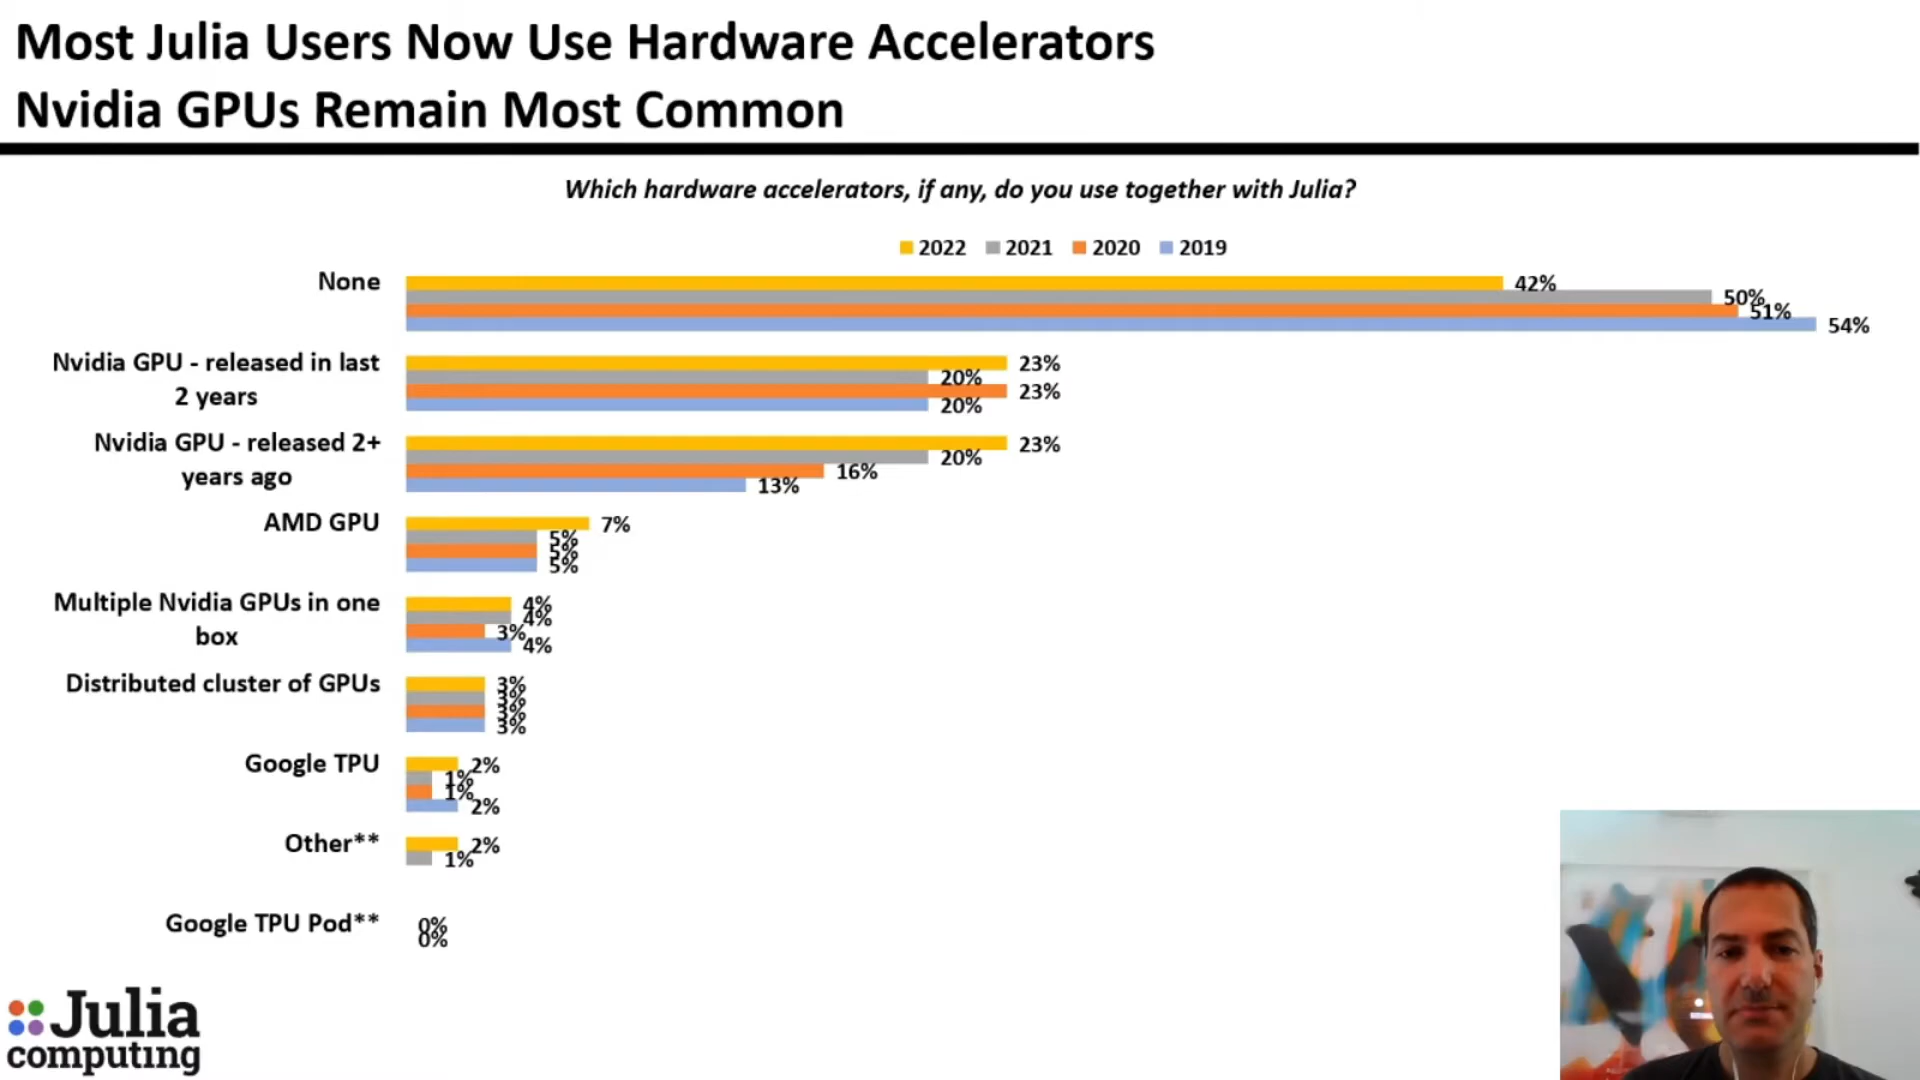 Most Julia Users Now Use Hardware Accelerators
Nvidia GPUs Remain Most Common
Which hardware accelerators, if any, do you use together with Julia?
2022 2021 2020 2019
None
42%
50%
51%
54%
Nvidia GPU - released in last
2 years
23%
20%
23%
20%
Nvidia GPU - released 2+
years ago
23%
20%
16%
13%
AMD GPU
7%
5%
5%
5%
Multiple Nvidia GPUs in one
box
4%
4%
3%
4%
Distributed cluster of GPUs
3%
3%
3%
3%
Google TPU
2%
1%
1%
2%
Other**
2%
1%
Google TPU Pod**
0%
0%
Julia
computing